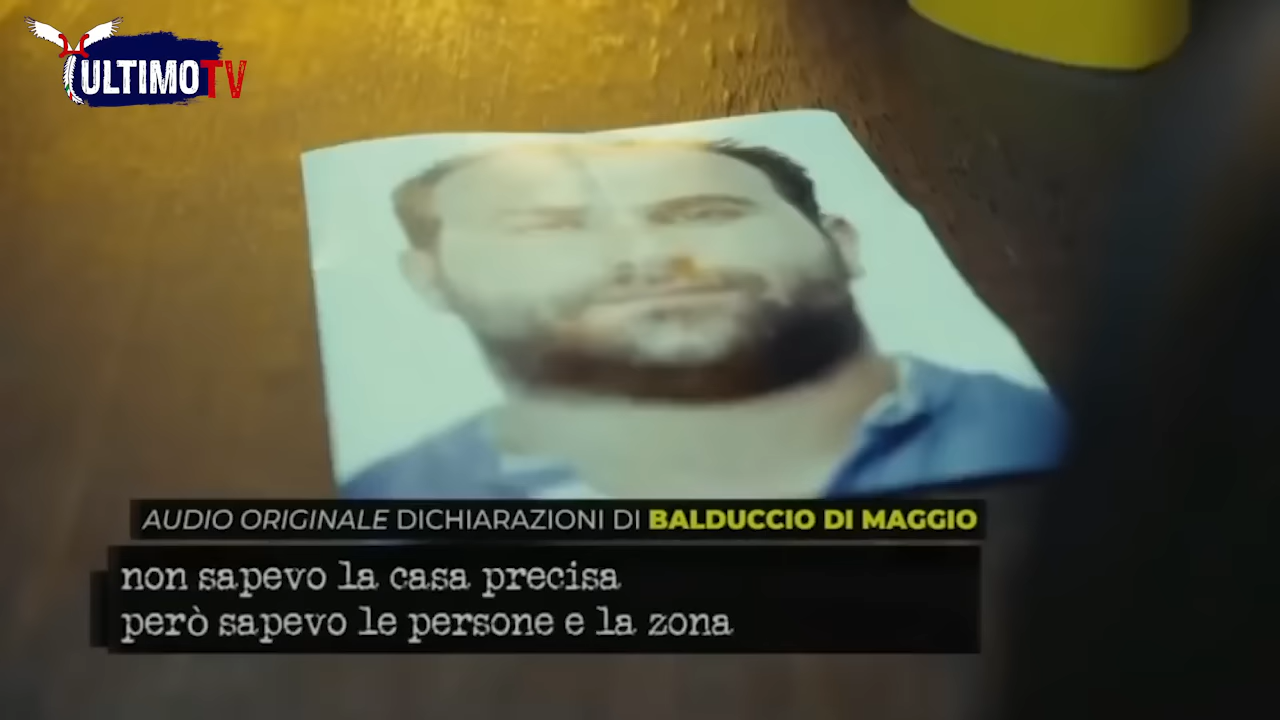 ULTIMO TV
AUDIO ORIGINALE DICHIARAZIONI DI BALDUCCIO DI MAGGIO
non sapevo la casa precisa
però sapevo le persone e la zona